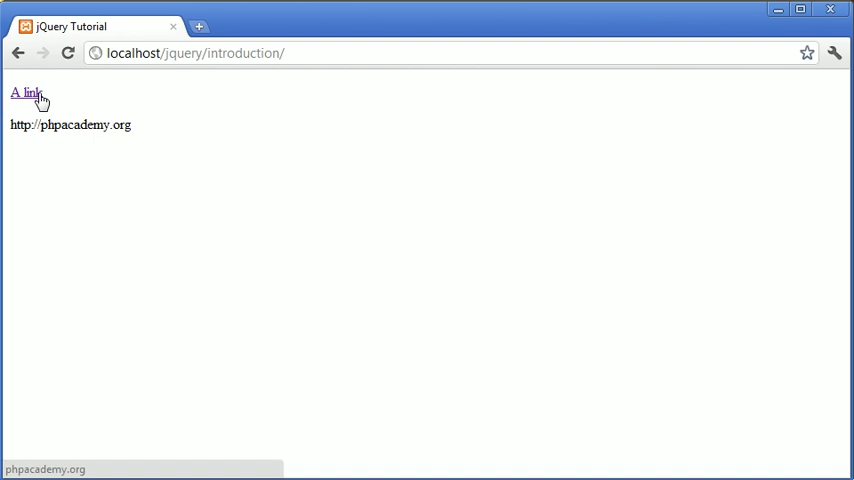 jQuery Tutorial
localhost/jquery/introduction/
A link
http://phpacademy.org
phpacademy.org